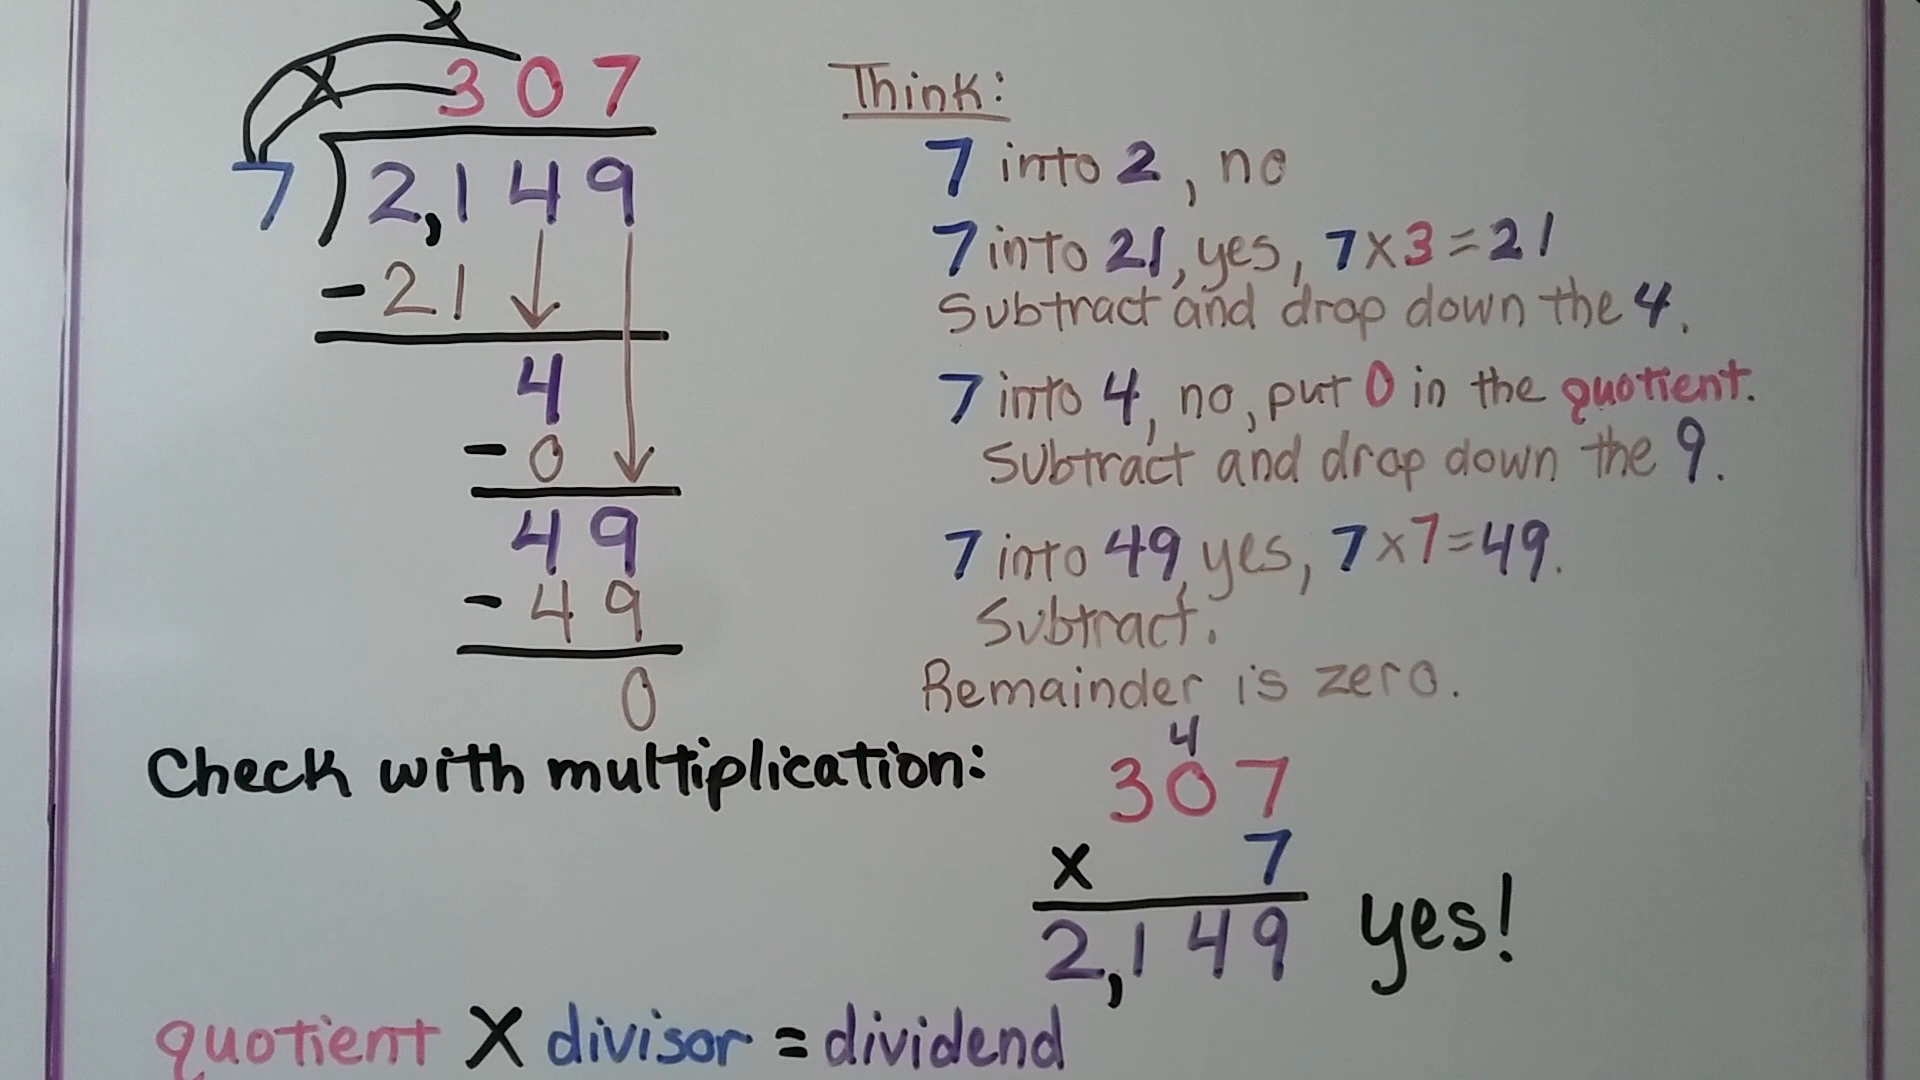 x
x 307
7)2,149
-21
4
-0
49
-49
0
Think:
7 into 2, no
7 into 21, yes, 7x3=21
Subtract and drop down the 4.
7 into 4, no, put 0 in the quotient.
Subtract and drop down the 9.
7 into 49, yes, 7x7=49.
Subtract.
Remainder is zero.
Check with multiplication:
4
307
x 7
2,149 yes!
quotient X divisor = dividend